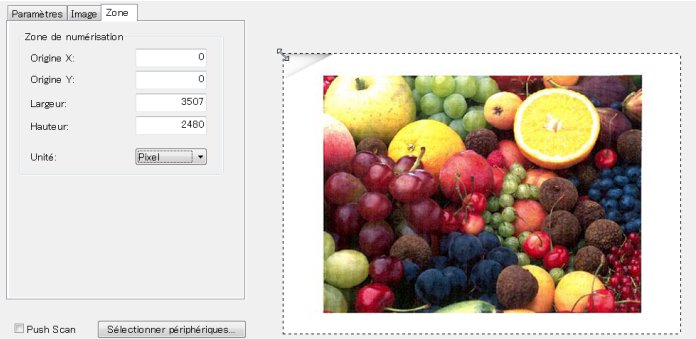 Paramètres Image Zone
Zone de numérisation
Origine X: 0
Origine Y: 0
Largeur: 3507
Hauteur: 2480
Unité: Pixel
Push Scan Sélectionner périphériques...